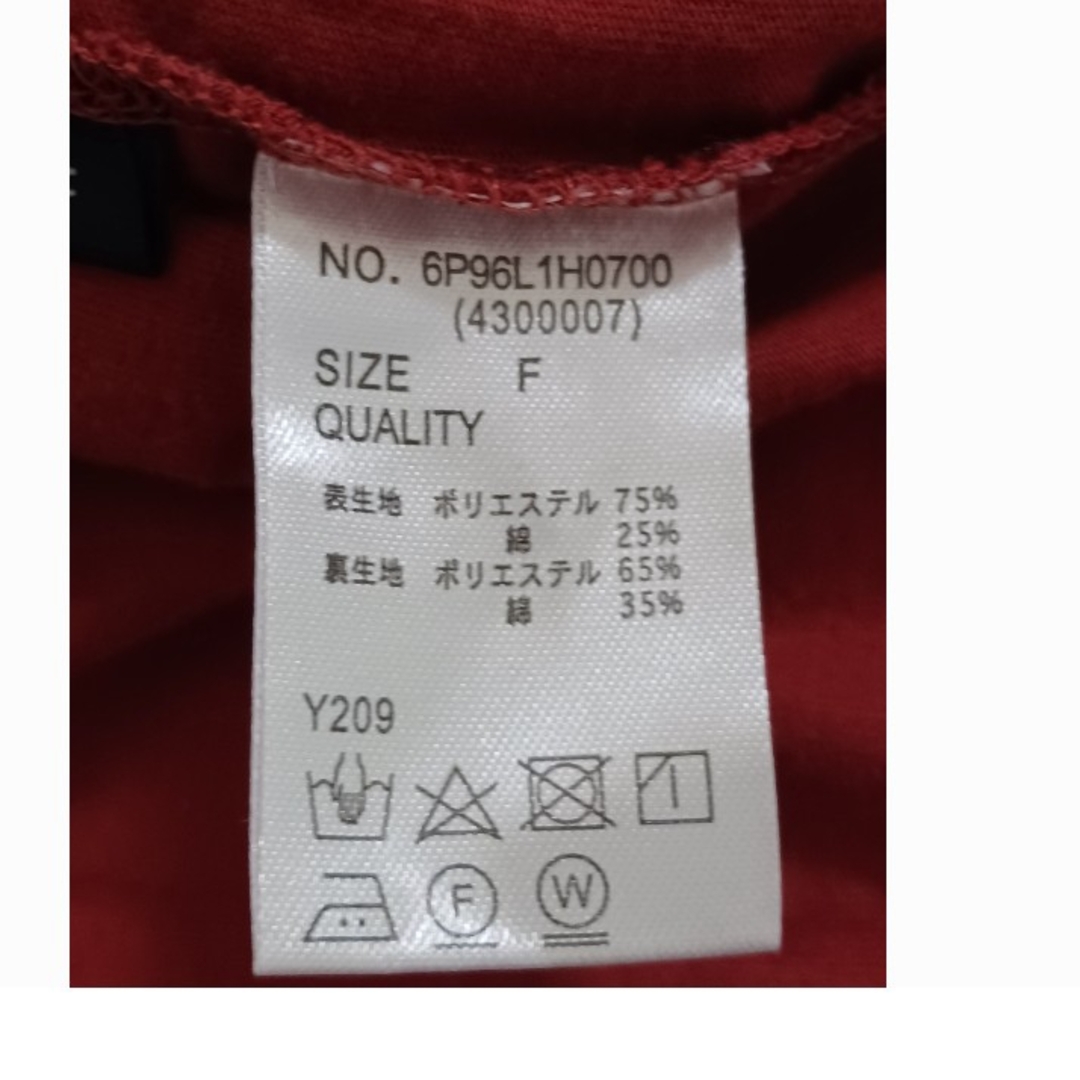 NO. 6P96L1H0700
(4300007)
SIZE F
QUALITY
表生地 ポリエステル 75%
綿 25%
裏生地 ポリエステル 65%
綿 35%
Y209
F W